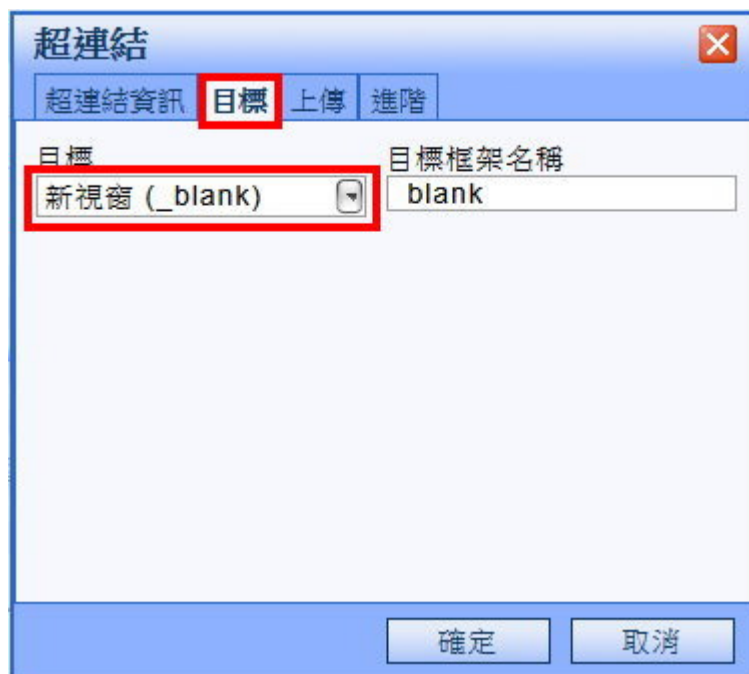 超連結
超連結資訊 目標 上傳 進階
目標 目標框架名稱
新視窗 (_blank) _blank
確定 取消